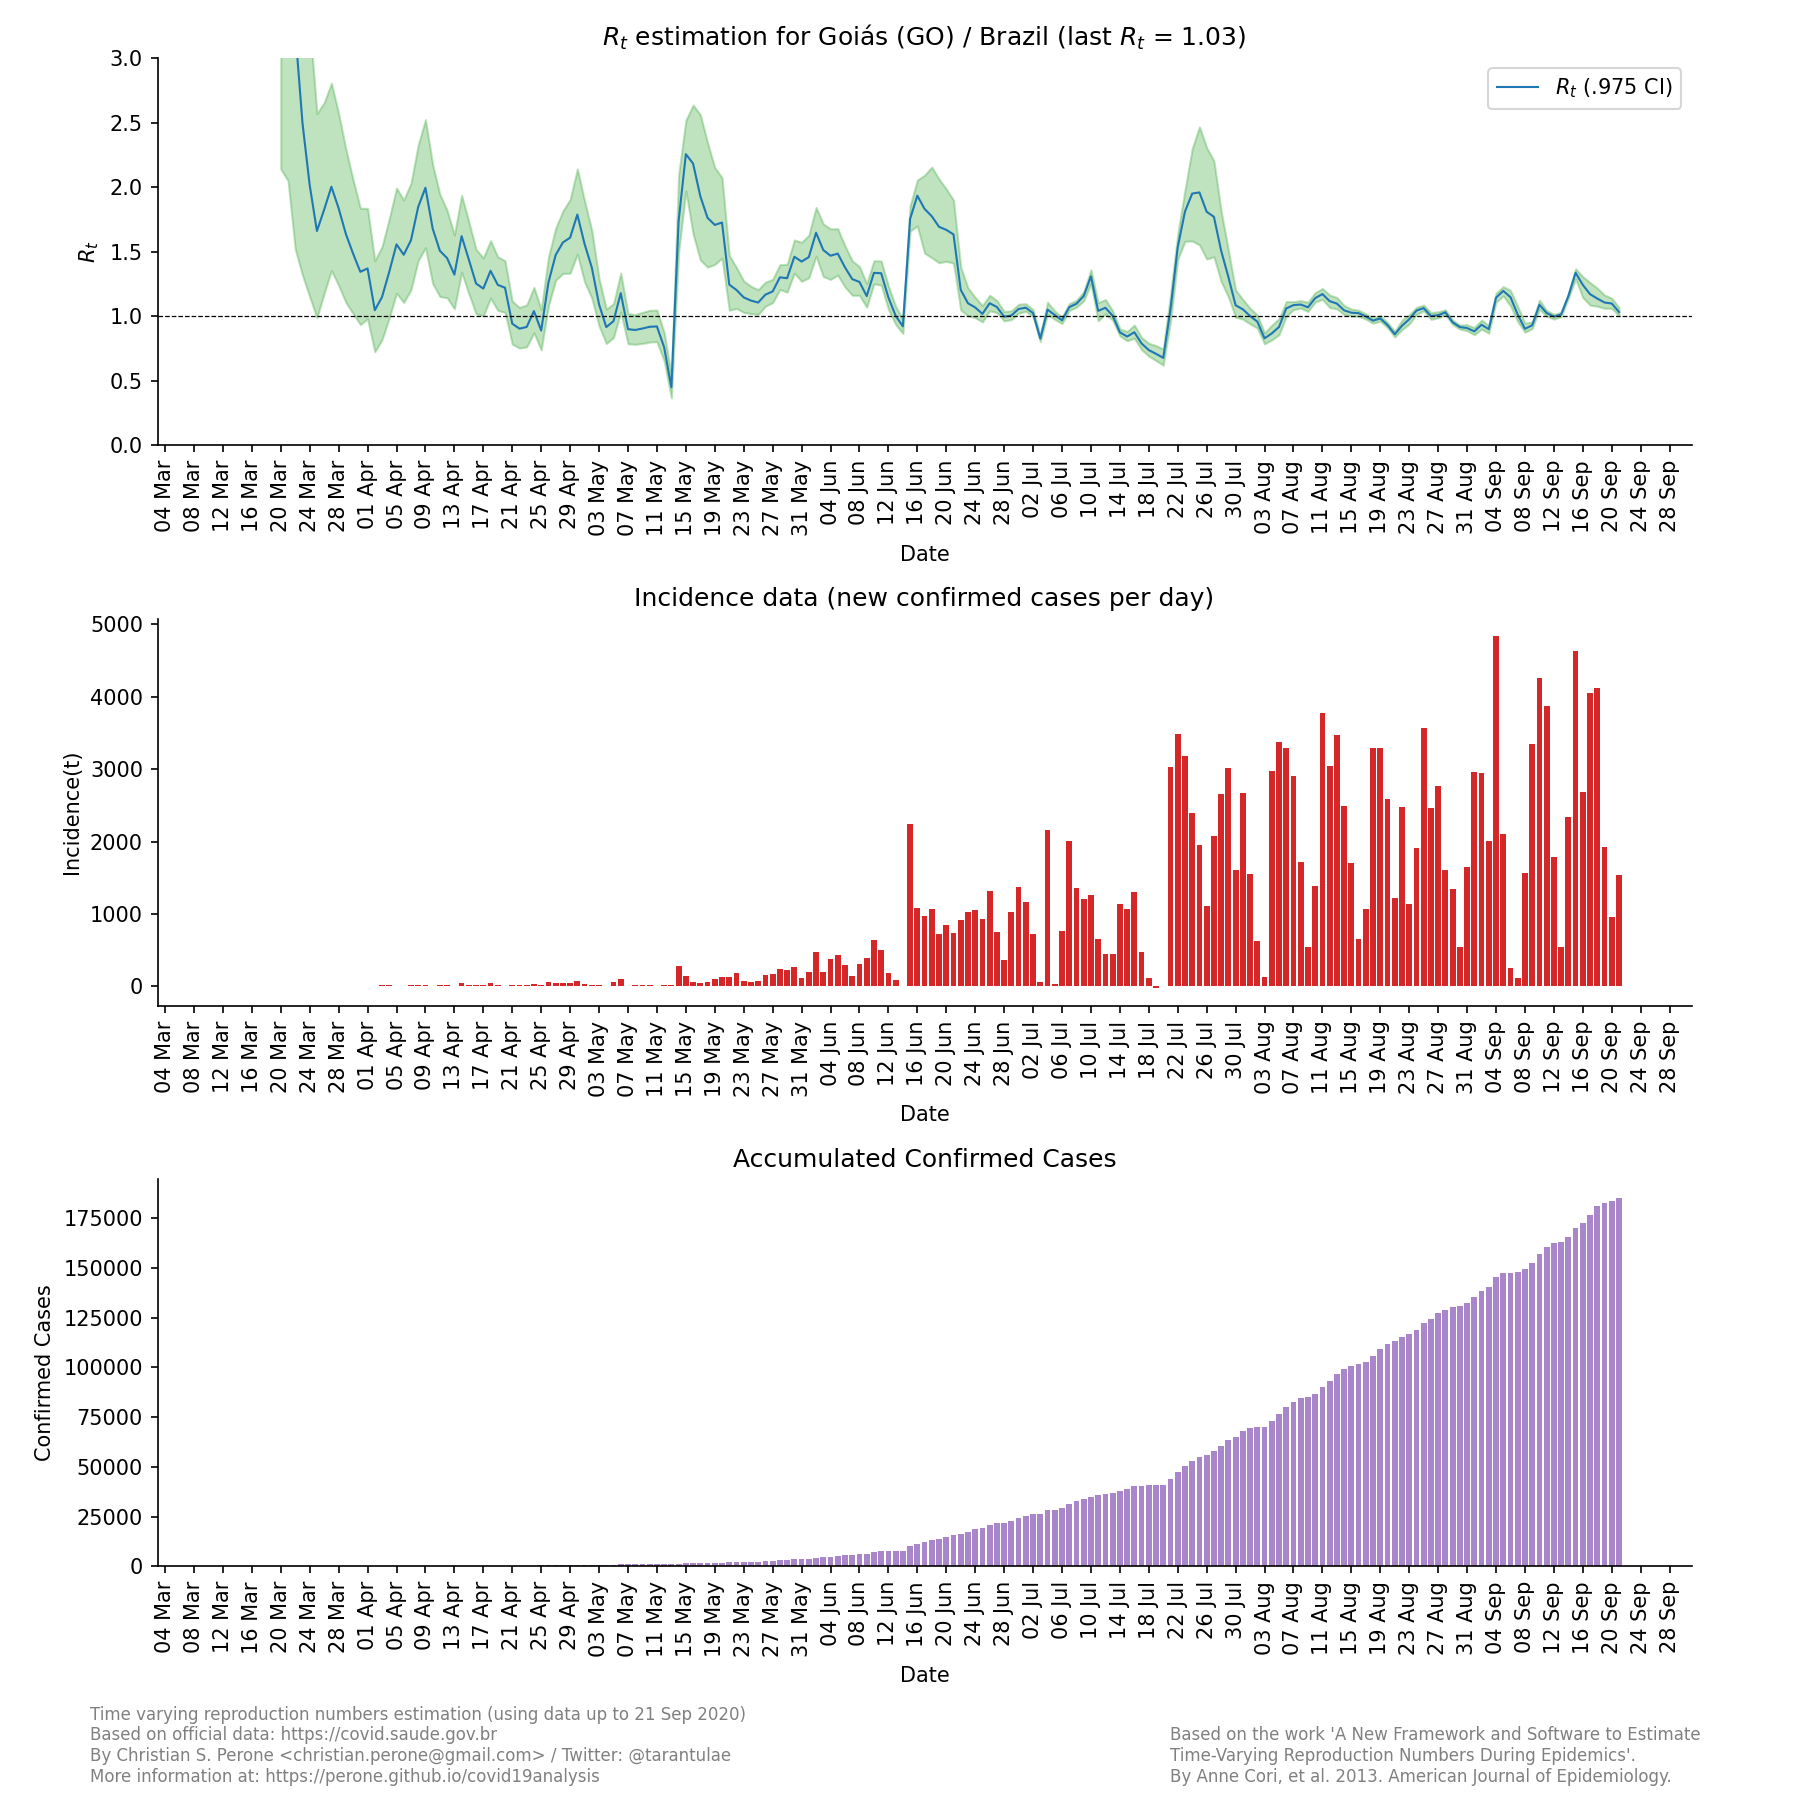 Rt estimation for Goiás (GO) / Brazil (last Rt = 1.03)
Rt (.975 CI)
3.0
2.5
2.0
1.5
1.0
0.5
0.0
Rt
04 Mar 08 Mar 12 Mar 16 Mar 20 Mar 24 Mar 28 Mar 01 Apr 05 Apr 09 Apr 13 Apr 17 Apr 21 Apr 25 Apr 29 Apr 03 May 07 May 11 May 15 May 19 May 23 May 27 May 31 May 04 Jun 08 Jun 12 Jun 16 Jun 20 Jun 24 Jun 28 Jun 02 Jul 06 Jul 10 Jul 14 Jul 18 Jul 22 Jul 26 Jul 30 Jul 03 Aug 07 Aug 11 Aug 15 Aug 19 Aug 23 Aug 27 Aug 31 Aug 04 Sep 08 Sep 12 Sep 16 Sep 20 Sep 24 Sep 28 Sep
Date
Incidence data (new confirmed cases per day)
5000
4000
3000
2000
1000
0
Incidence(t)
04 Mar 08 Mar 12 Mar 16 Mar 20 Mar 24 Mar 28 Mar 01 Apr 05 Apr 09 Apr 13 Apr 17 Apr 21 Apr 25 Apr 29 Apr 03 May 07 May 11 May 15 May 19 May 23 May 27 May 31 May 04 Jun 08 Jun 12 Jun 16 Jun 20 Jun 24 Jun 28 Jun 02 Jul 06 Jul 10 Jul 14 Jul 18 Jul 22 Jul 26 Jul 30 Jul 03 Aug 07 Aug 11 Aug 15 Aug 19 Aug 23 Aug 27 Aug 31 Aug 04 Sep 08 Sep 12 Sep 16 Sep 20 Sep 24 Sep 28 Sep
Date
Accumulated Confirmed Cases
175000
150000
125000
100000
75000
50000
25000
0
Confirmed Cases
04 Mar 08 Mar 12 Mar 16 Mar 20 Mar 24 Mar 28 Mar 01 Apr 05 Apr 09 Apr 13 Apr 17 Apr 21 Apr 25 Apr 29 Apr 03 May 07 May 11 May 15 May 19 May 23 May 27 May 31 May 04 Jun 08 Jun 12 Jun 16 Jun 20 Jun 24 Jun 28 Jun 02 Jul 06 Jul 10 Jul 14 Jul 18 Jul 22 Jul 26 Jul 30 Jul 03 Aug 07 Aug 11 Aug 15 Aug 19 Aug 23 Aug 27 Aug 31 Aug 04 Sep 08 Sep 12 Sep 16 Sep 20 Sep 24 Sep 28 Sep
Date
Time varying reproduction numbers estimation (using data up to 21 Sep 2020)
Based on official data: https://covid.saude.gov.br
By Christian S. Perone <christian.perone@gmail.com> / Twitter: @tarantulae
More information at: https://perone.github.io/covid19analysis
Based on the work 'A New Framework and Software to Estimate
Time-Varying Reproduction Numbers During Epidemics'.
By Anne Cori, et al. 2013. American Journal of Epidemiology.